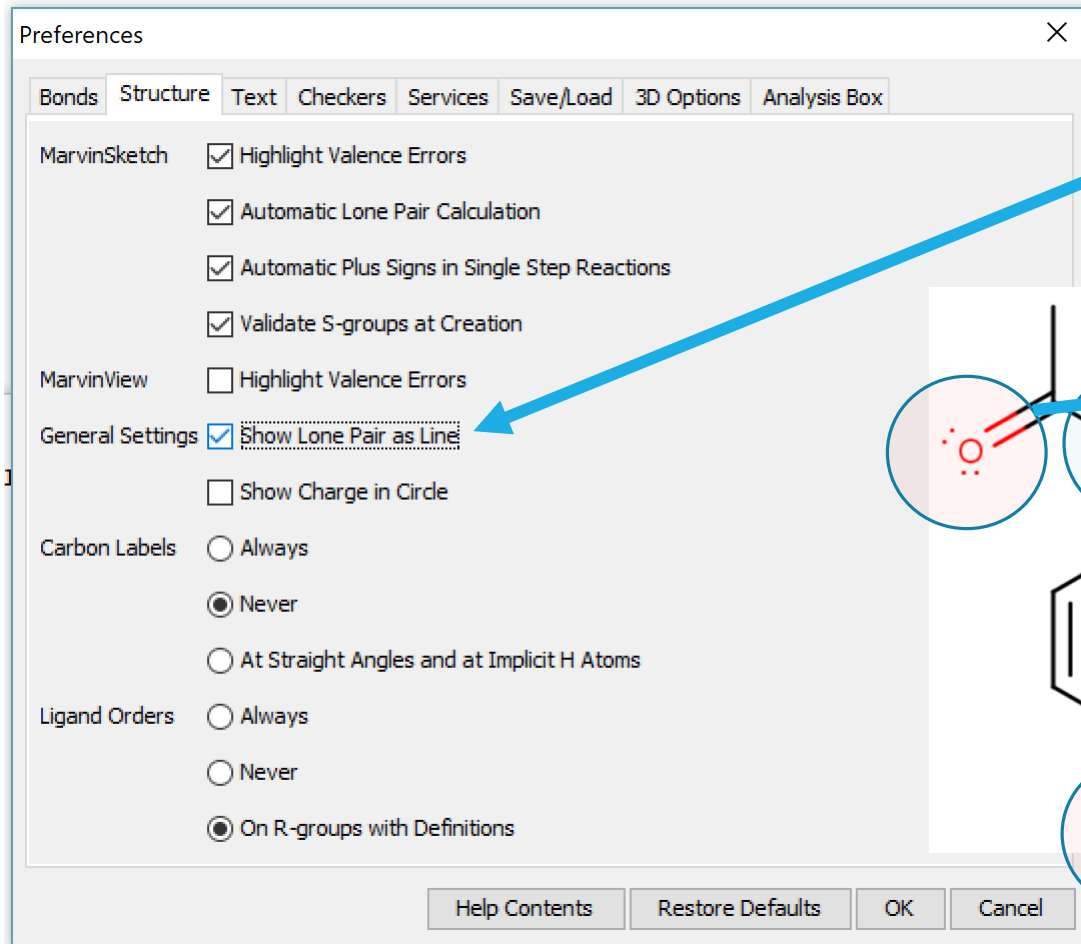 Preferences
Bonds Structure Text Checkers Services Save/Load 3D Options Analysis Box
MarvinSketch Highlight Valence Errors
Automatic Lone Pair Calculation
Automatic Plus Signs in Single Step Reactions
Validate S-groups at Creation
MarvinView Highlight Valence Errors
General Settings Show Lone Pair as Line
O
Show Charge in Circle
Carbon Labels Always
Never
At Straight Angles and at Implicit H Atoms
Ligand Orders Always
Never
On R-groups with Definitions
Help Contents Restore Defaults OK Cancel